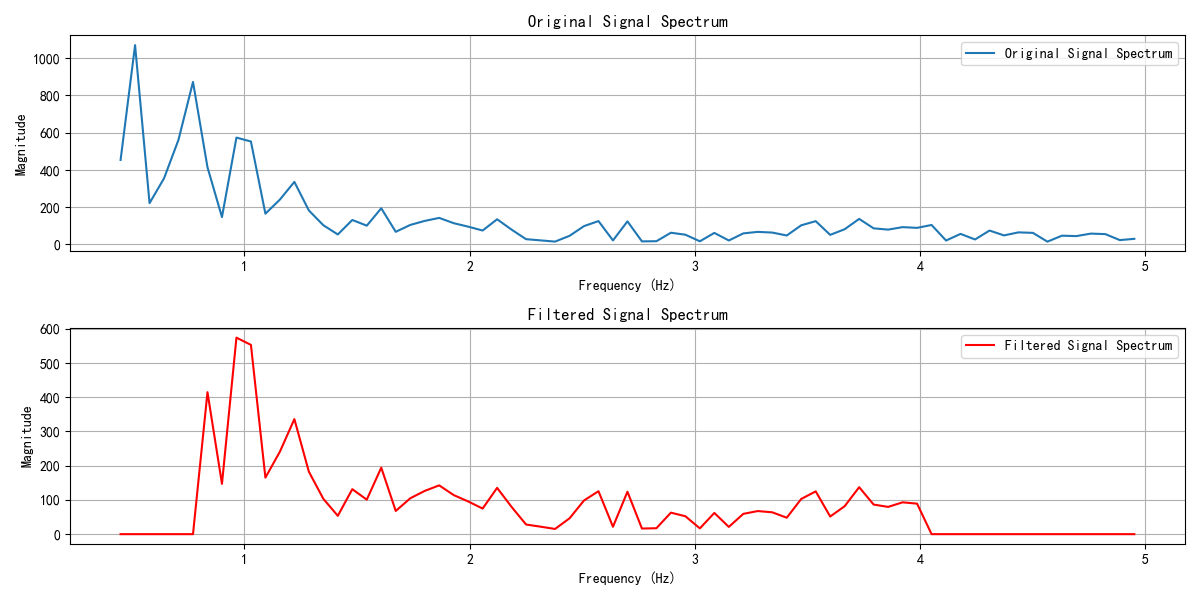 Original Signal Spectrum
Original Signal Spectrum
Magnitude
1000
800
600
400
200
0
1 2 3 4 5
Frequency (Hz)
Filtered Signal Spectrum
Filtered Signal Spectrum
Magnitude
600
500
400
300
200
100
0
1 2 3 4 5
Frequency (Hz)